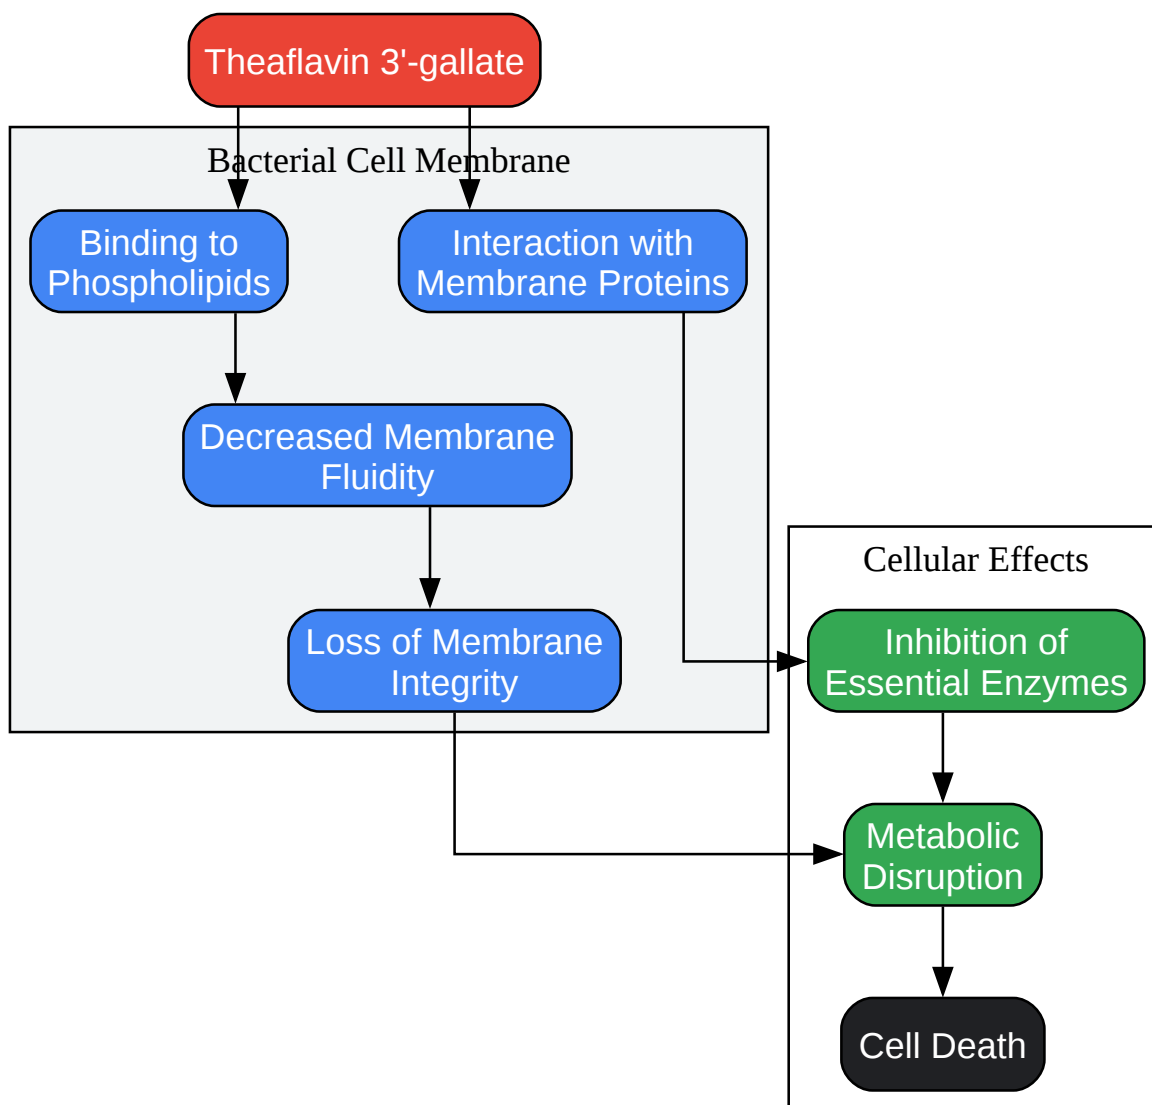 Theaflavin 3'-gallate
Bacterial Cell Membrane
Binding to
Phospholipids
Interaction with
Membrane Proteins
Decreased Membrane
Fluidity
Loss of Membrane
Integrity
Cellular Effects
Inhibition of
Essential Enzymes
Metabolic
Disruption
Cell Death